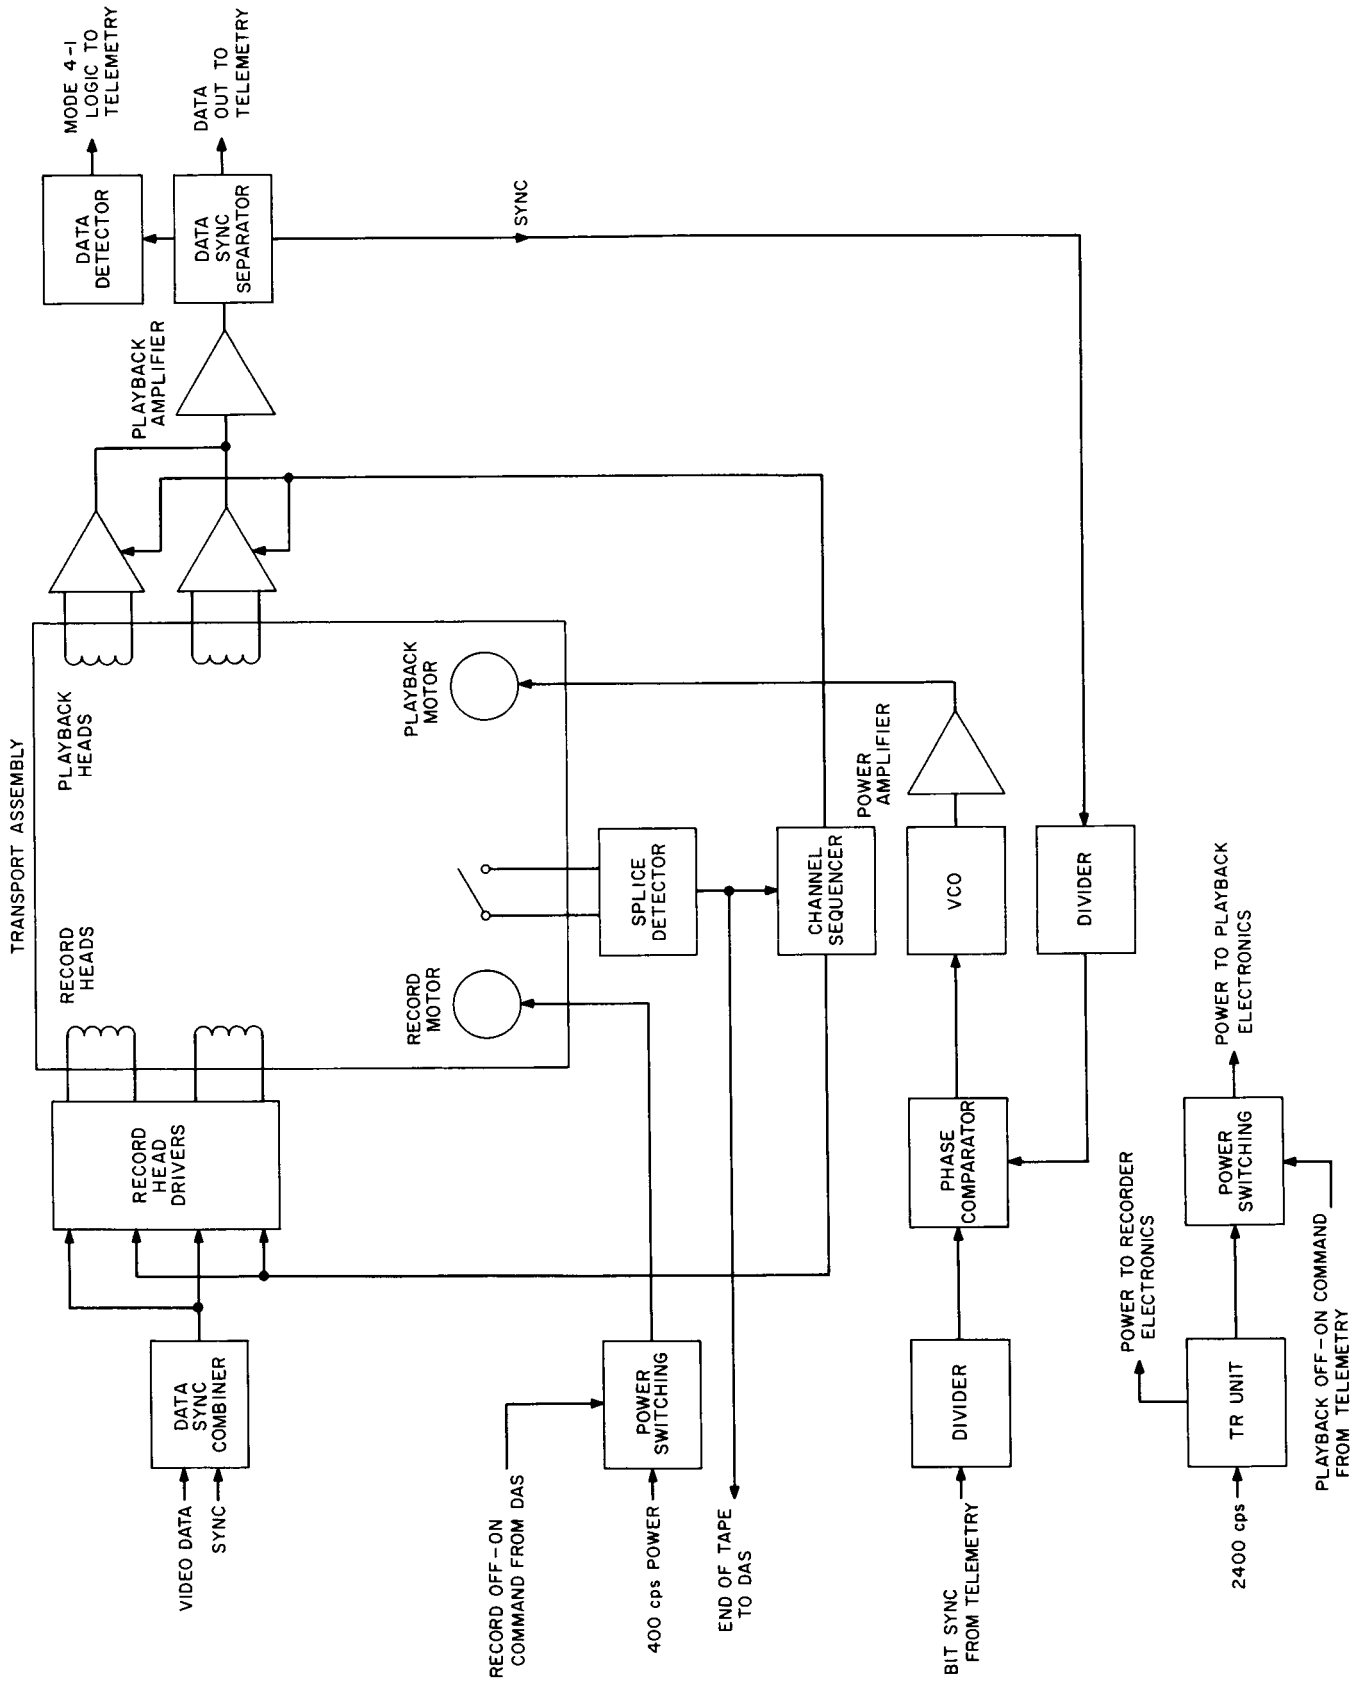 TRANSPORT ASSEMBLY
VIDEO DATA
SYNC
DATA
SYNC
COMBINER
RECORD
HEAD
DRIVERS
RECORD
HEADS
PLAYBACK
HEADS
PLAYBACK
AMPLIFIER
DATA
DETECTOR
MODE 4-1
LOGIC TO
TELEMETRY
DATA
SYNC
SEPARATOR
DATA
OUT TO
TELEMETRY
RECORD
MOTOR
PLAYBACK
MOTOR
SYNC
RECORD OFF-ON
COMMAND FROM DAS
400 cps POWER
POWER
SWITCHING
SPLICE
DETECTOR
END OF TAPE
TO DAS
CHANNEL
SEQUENCER
POWER
AMPLIFIER
BIT SYNC
FROM TELEMETRY
DIVIDER
PHASE
COMPARATOR
VCO
DIVIDER
POWER TO RECORDER
ELECTRONICS
2400 cps
TR UNIT
POWER
SWITCHING
POWER TO PLAYBACK
ELECTRONICS
PLAYBACK OFF-ON COMMAND
FROM TELEMETRY